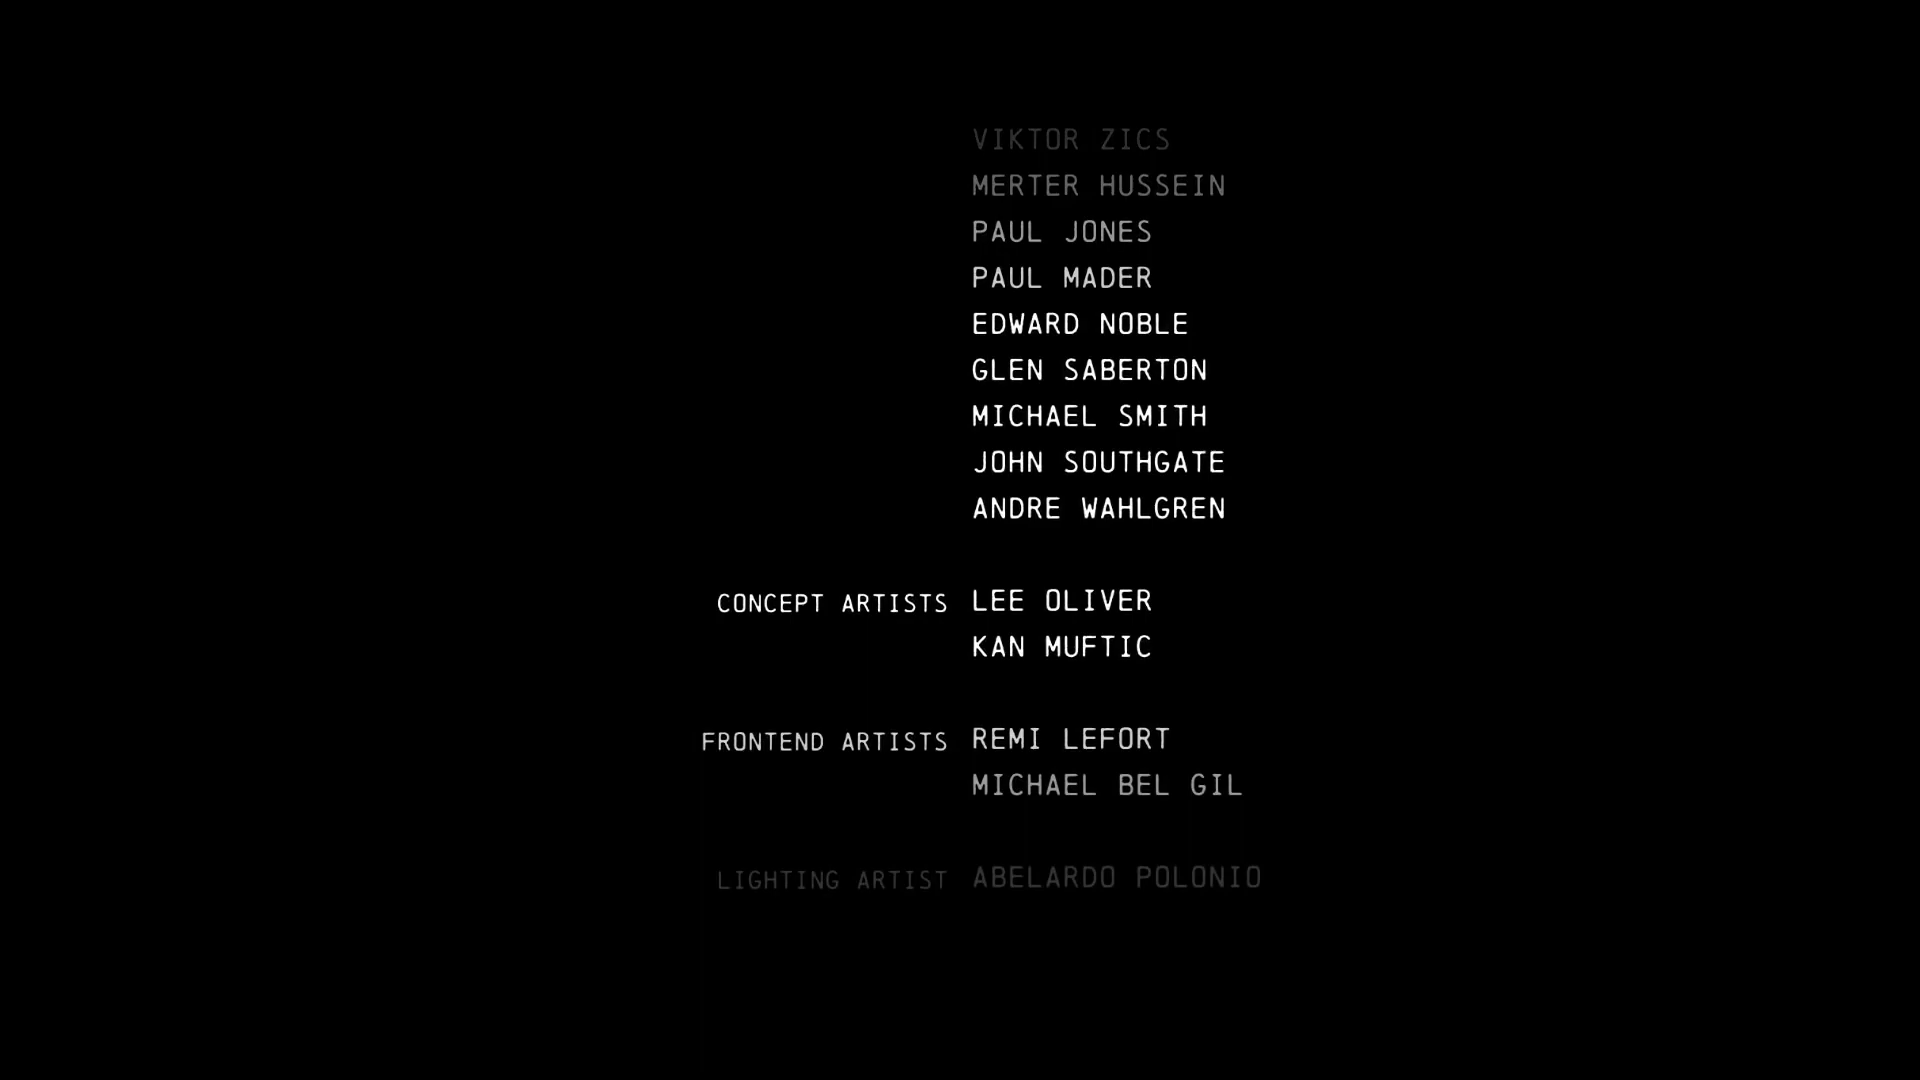 VIKTOR ZICS
MERTER HUSSEIN
PAUL JONES
PAUL MADER
EDWARD NOBLE
GLEN SABERTON
MICHAEL SMITH
JOHN SOUTHGATE
ANDRE WAHLGREN
CONCEPT ARTISTS LEE OLIVER
KAN MUFTIC
FRONTEND ARTISTS REMI LEFORT
MICHAEL BEL GIL
LIGHTING ARTIST ABELARDO POLONIO